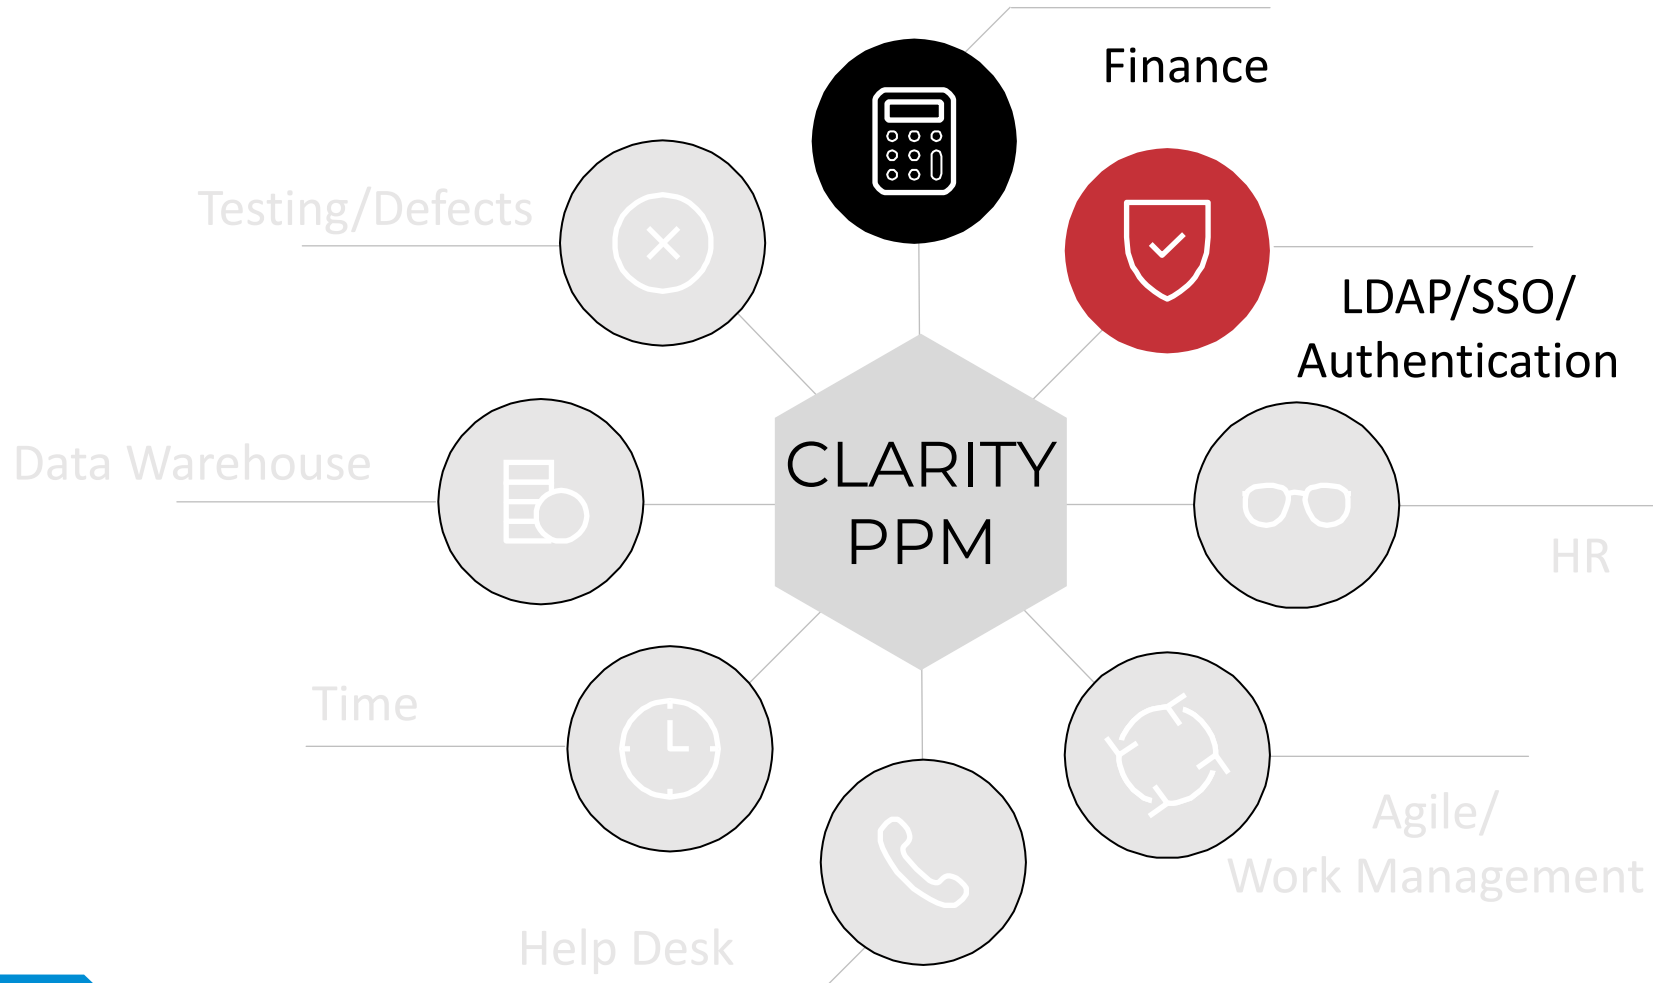 Finance
Testing/Defects
LDAP/SSO/
Authentication
Data Warehouse
CLARITY
PPM
HR
Time
Agile/
Work Management
Help Desk